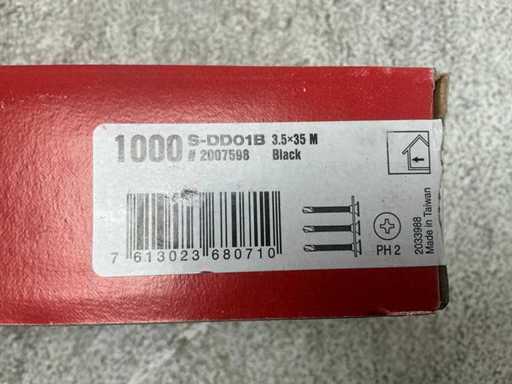 1000 S-DD01B 3.5×35 M
# 2007598 Black
7 613023 680710
PH 2
2033988
Made in Taiwan